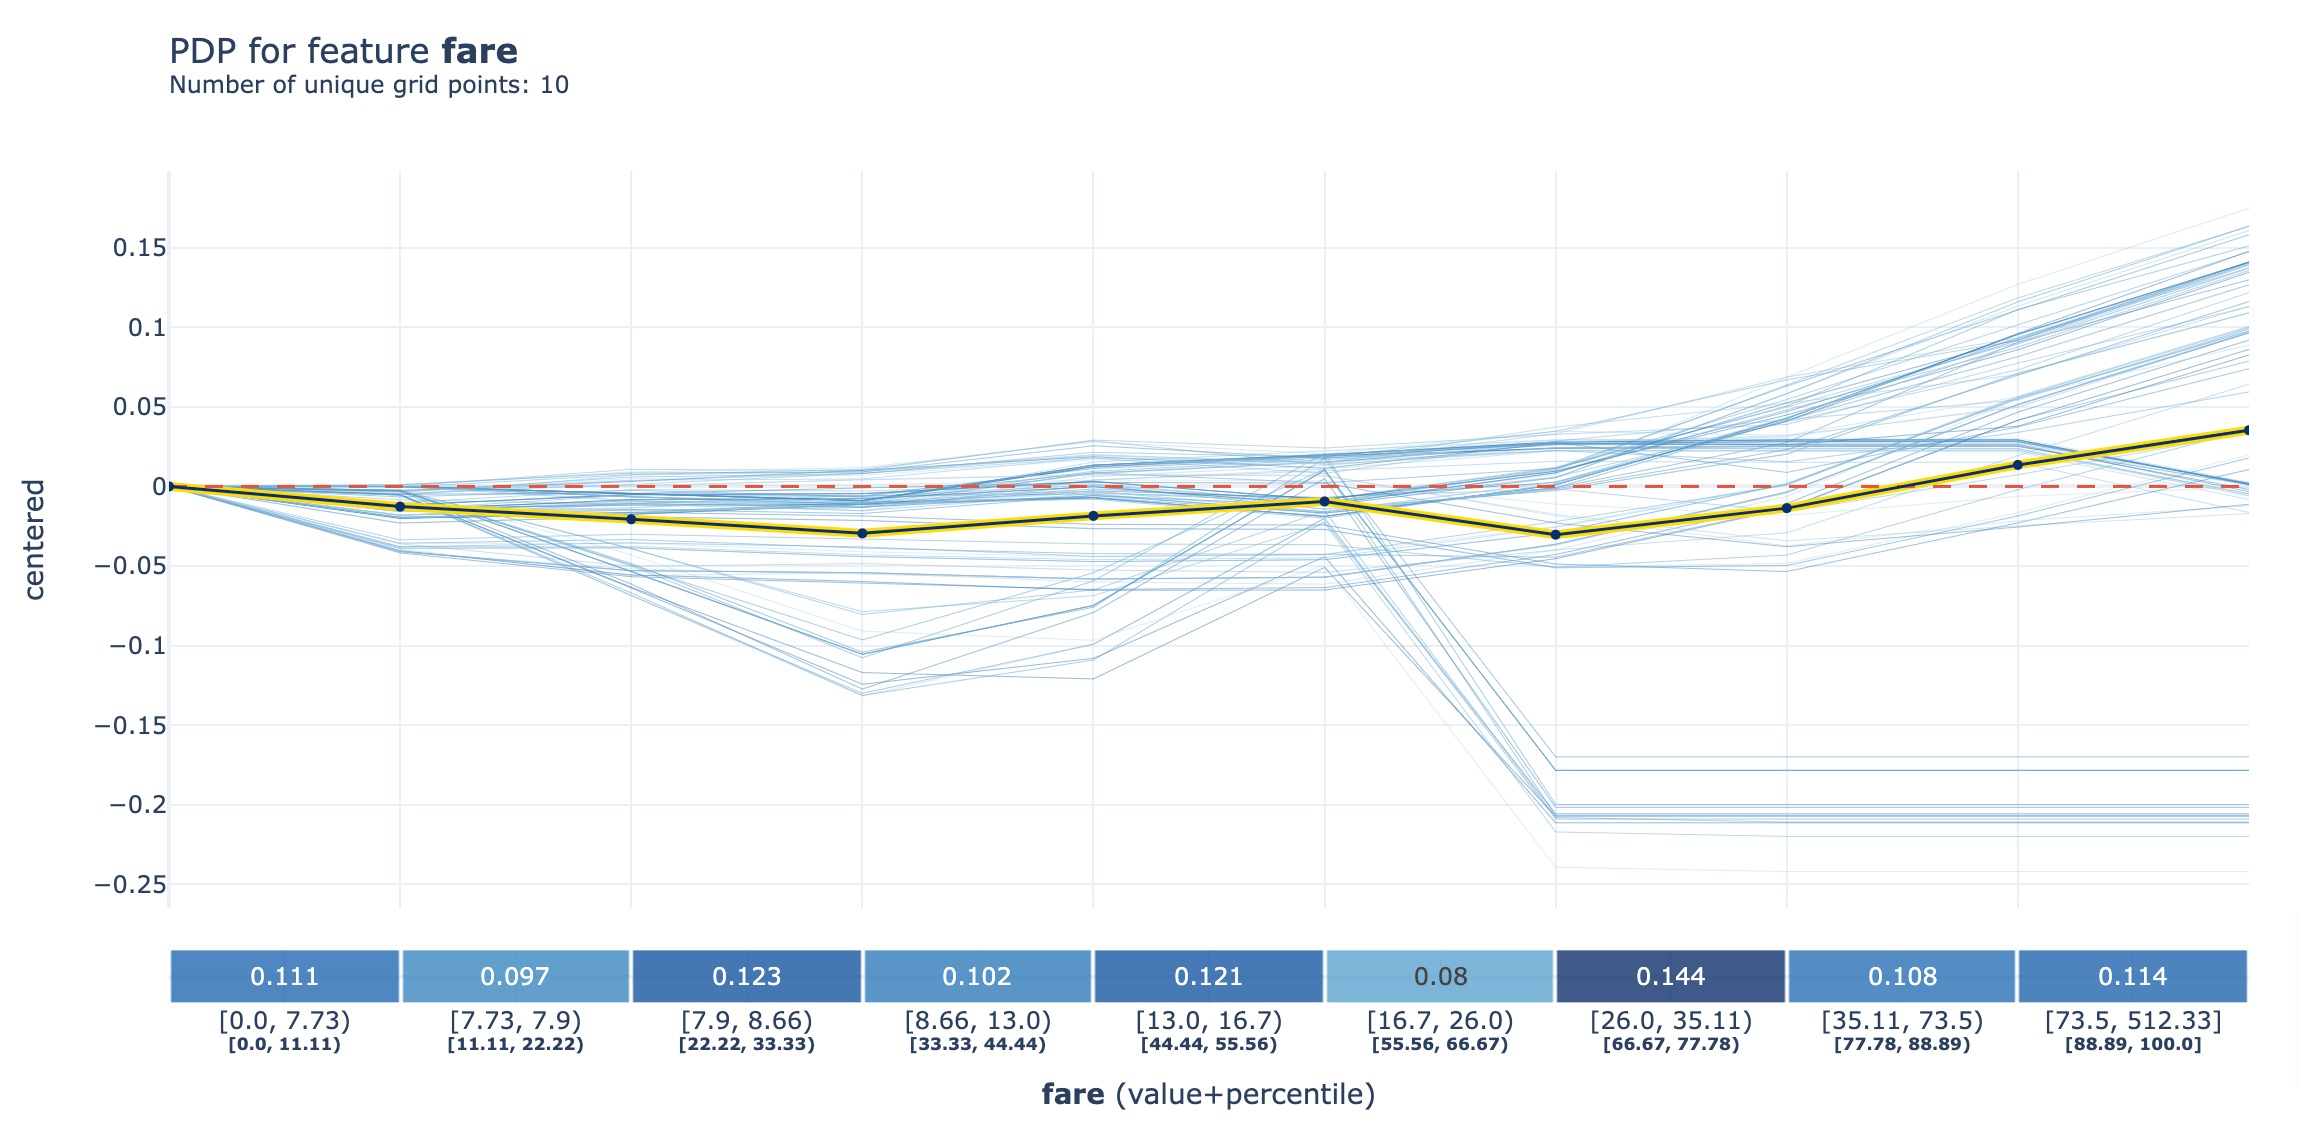 PDP for feature fare
Number of unique grid points: 10
centered
0.15
0.1
0.05
0
−0.05
−0.1
−0.15
−0.2
−0.25
0.111 0.097 0.123 0.102 0.121 0.08 0.144 0.108 0.114
[0.0, 7.73) [7.73, 7.9) [7.9, 8.66) [8.66, 13.0) [13.0, 16.7) [16.7, 26.0) [26.0, 35.11) [35.11, 73.5) [73.5, 512.33]
[0.0, 11.11) [11.11, 22.22) [22.22, 33.33) [33.33, 44.44) [44.44, 55.56) [55.56, 66.67) [66.67, 77.78) [77.78, 88.89) [88.89, 100.0]
fare (value+percentile)